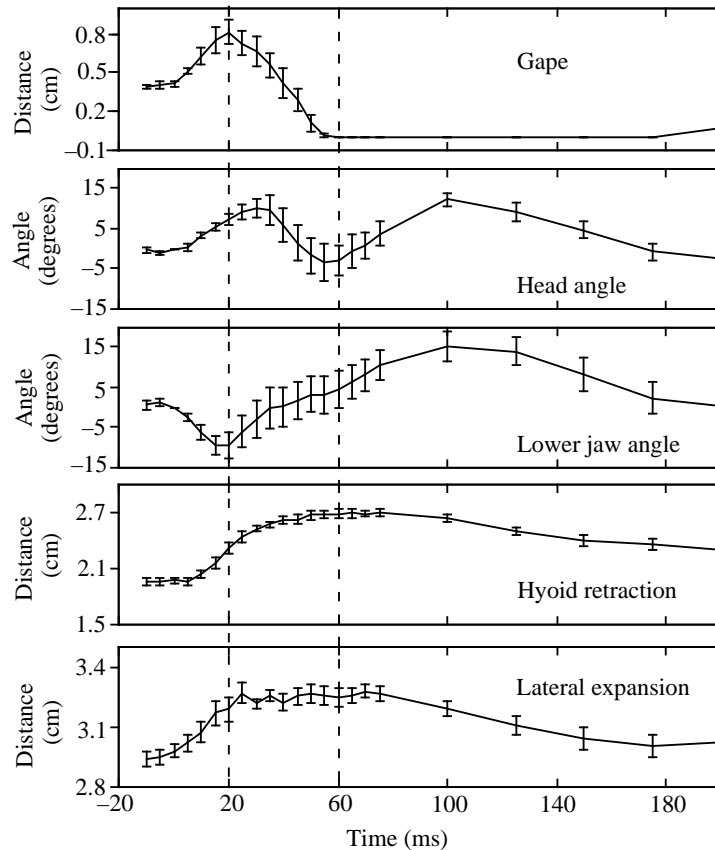 0.8
0.5
0.2
–0.1
Distance
(cm)
Gape
15
5
–5
–15
Angle
(degrees)
Head angle
15
5
–5
–15
Angle
(degrees)
Lower jaw angle
2.7
2.1
1.5
Distance
(cm)
Hyoid retraction
3.4
3.1
2.8
Distance
(cm)
Lateral expansion
–20 20 60 100 140 180
Time (ms)